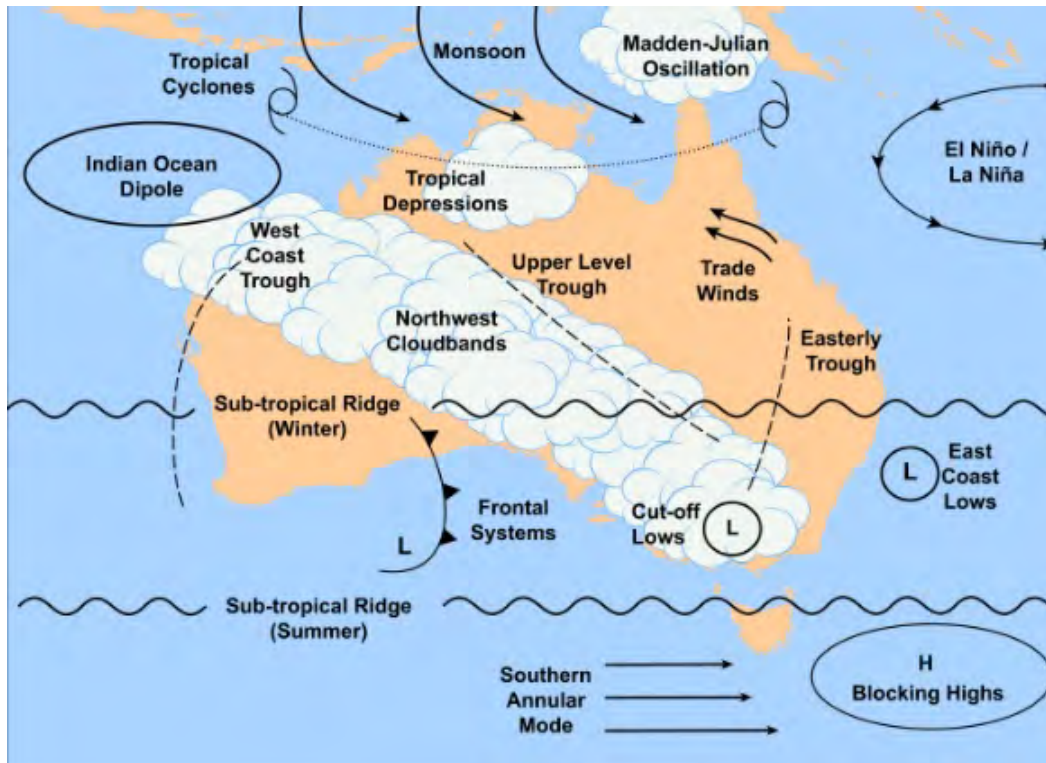 Tropical
Cyclones
Monsoon
Madden-Julian
Oscillation
Indian Ocean
Dipole
El Niño /
La Niña
Tropical
Depressions
West
Coast
Trough
Upper Level
Trough
Trade
Winds
Northwest
Cloudbands
Easterly
Trough
Sub-tropical Ridge
(Winter)
L
East
Coast
Lows
Frontal
Systems
L
Cut-off
Lows
L
Sub-tropical Ridge
(Summer)
Southern
Annular
Mode
H
Blocking Highs